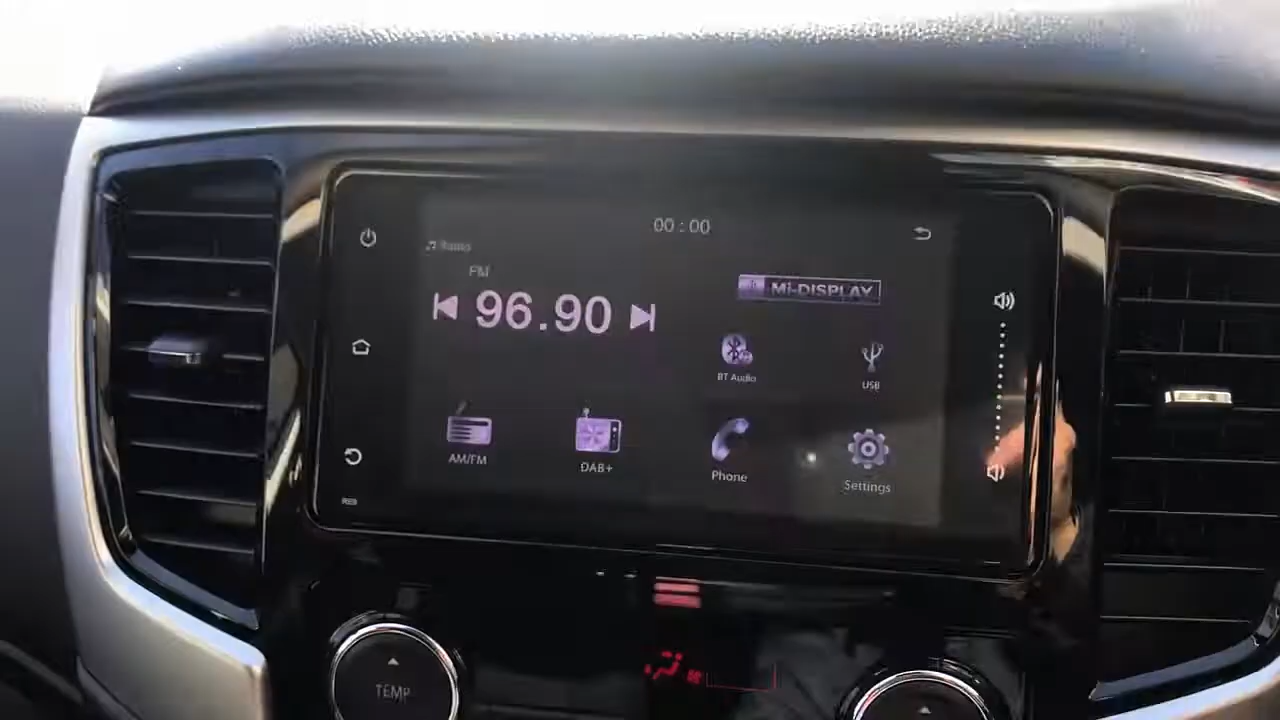 00 : 00
Radio
FM
96.90
Mi-DISPLAY
BT Audio
USB
AM/FM
DAB+
Phone
Settings
TEMP